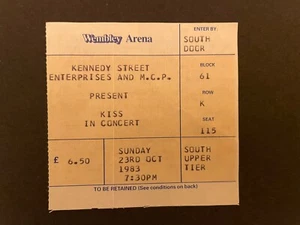 Wembley Arena
ENTER BY
SOUTH
DOOR
KENNEDY STREET
ENTERPRISES AND M.C.P.
PRESENT
KISS
IN CONCERT
BLOCK
61
ROW
K
SEAT
115
£ 6.50
SUNDAY
23RD OCT
1983
7:30PM
SOUTH
UPPER
TIER
TO BE RETAINED (See conditions on back)